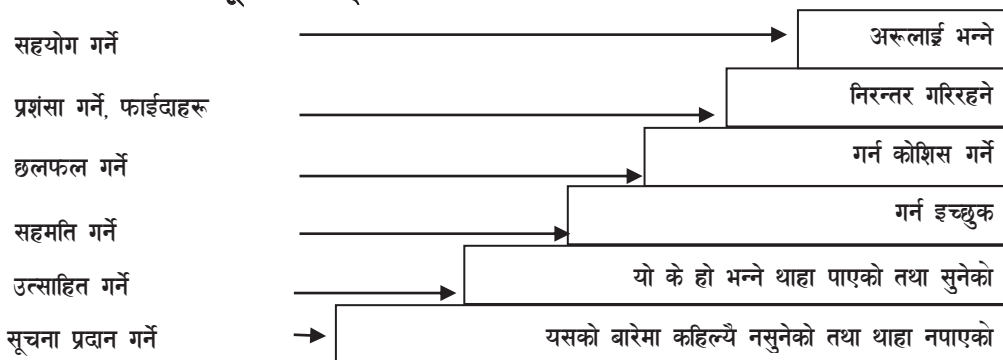 सहयोग गर्ने अरूलाई भन्ने
प्रशंसा गर्ने, फाईदाहरू निरन्तर गरिरहने
छलफल गर्ने गर्न कोशिस गर्ने
सहमति गर्ने गर्न इच्छुक
उत्साहित गर्ने यो के हो भन्ने थाहा पाएको तथा सुनेको
सूचना प्रदान गर्ने यसको बारेमा कहिल्यै नसुनेको तथा थाहा नपाएको